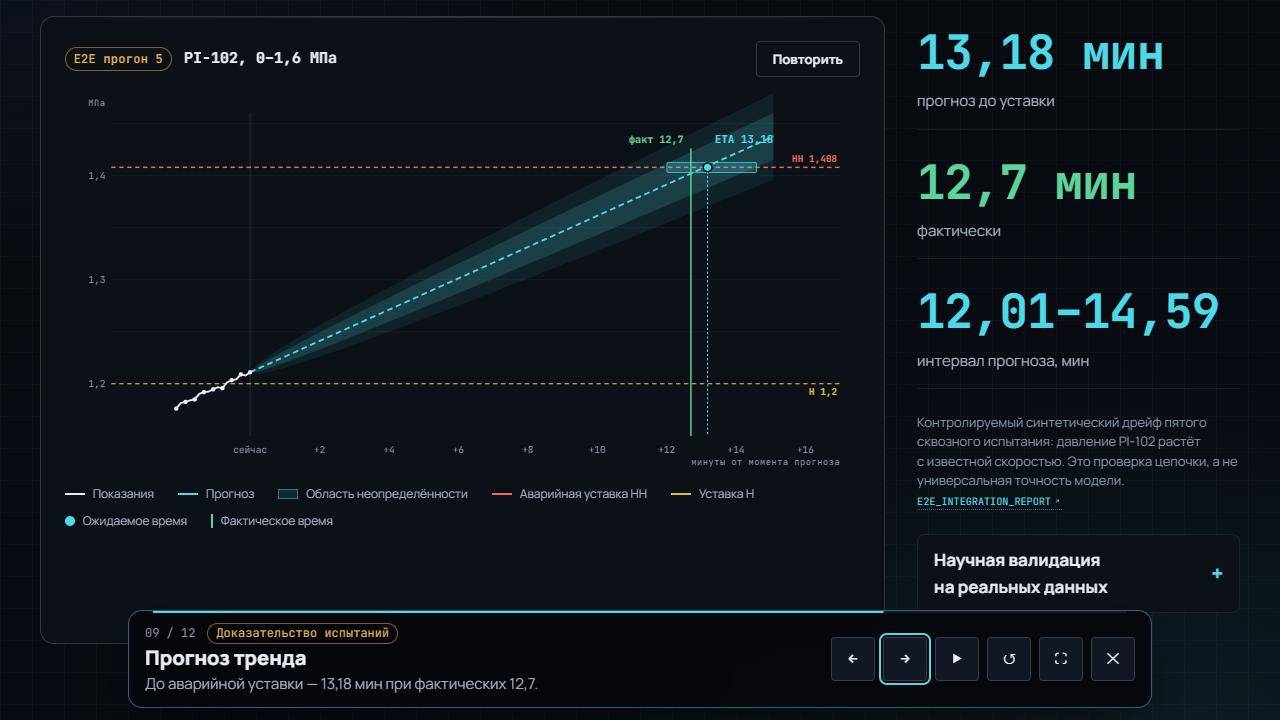 E2E прогон 5
PI-102, 0–1,6 МПа
Повторить
МПа
факт 12,7
ETA 13,18
HH 1,408
1,4
1,3
1,2
H 1,2
сейчас +2 +4 +6 +8 +10 +12 +14 +16
минуты от момента прогноза
Показания Прогноз Область неопределённости Аварийная уставка HH Уставка H
Ожидаемое время Фактическое время
13,18 мин
прогноз до уставки
12,7 мин
фактически
12,01–14,59
интервал прогноза, мин
Контролируемый синтетический дрейф пятого
сквозного испытания: давление PI-102 растёт
с известной скоростью. Это проверка цепочки, а не
универсальная точность модели.
E2E_INTEGRATION_REPORT ↗
Научная валидация
на реальных данных
+
09 / 12 Доказательство испытаний
Прогноз тренда
До аварийной уставки — 13,18 мин при фактических 12,7.